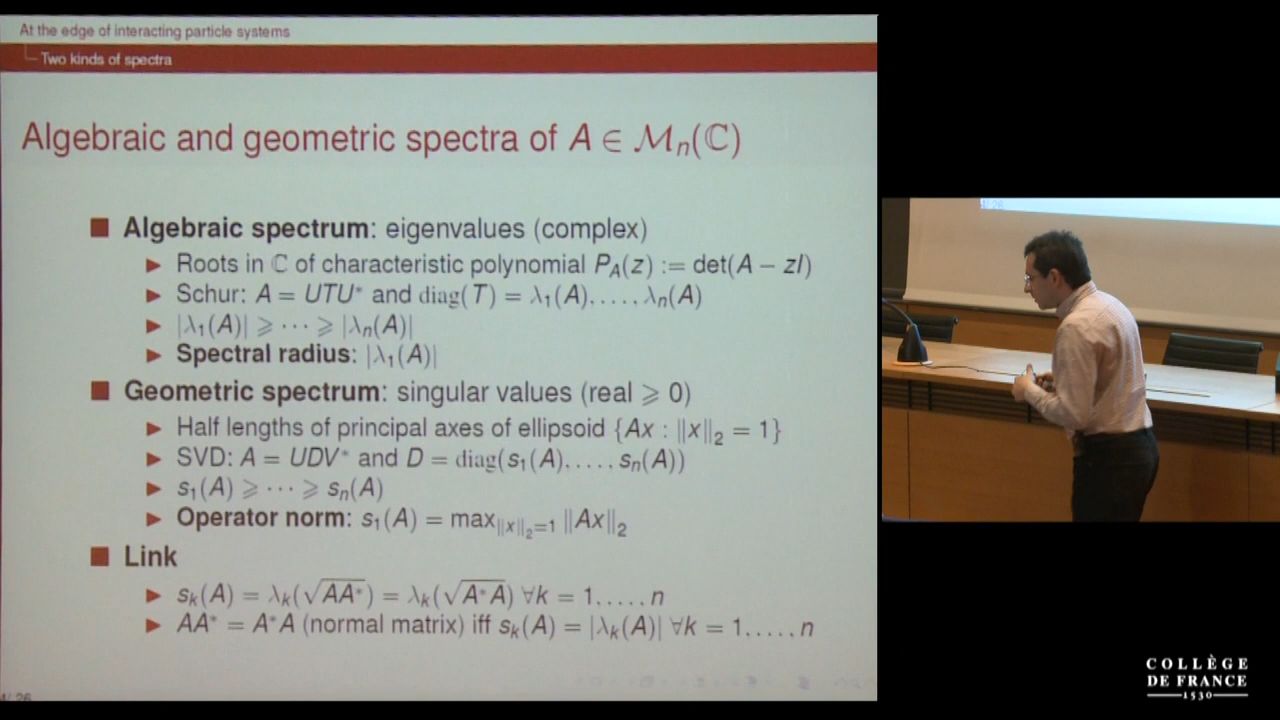 At the edge of interacting particle systems
Two kinds of spectra
Algebraic and geometric spectra of A ∈ ℳₙ(ℂ)
■ Algebraic spectrum: eigenvalues (complex)
► Roots in ℂ of characteristic polynomial P_A(z) := det(A − zI)
► Schur: A = UTU* and diag(T) = λ₁(A), . . . , λₙ(A)
► |λ₁(A)| ⩾ ··· ⩾ |λₙ(A)|
► Spectral radius: |λ₁(A)|
■ Geometric spectrum: singular values (real ⩾ 0)
► Half lengths of principal axes of ellipsoid {Ax : ‖x‖₂ = 1}
► SVD: A = UDV* and D = diag(s₁(A), . . . , sₙ(A))
► s₁(A) ⩾ ··· ⩾ sₙ(A)
► Operator norm: s₁(A) = max_{‖x‖₂=1} ‖Ax‖₂
■ Link
► sₖ(A) = λₖ(√AA*) = λₖ(√A*A) ∀k = 1, . . . , n
► AA* = A*A (normal matrix) iff sₖ(A) = |λₖ(A)| ∀k = 1, . . . , n
4/ 26
COLLÈGE
DE FRANCE
1530